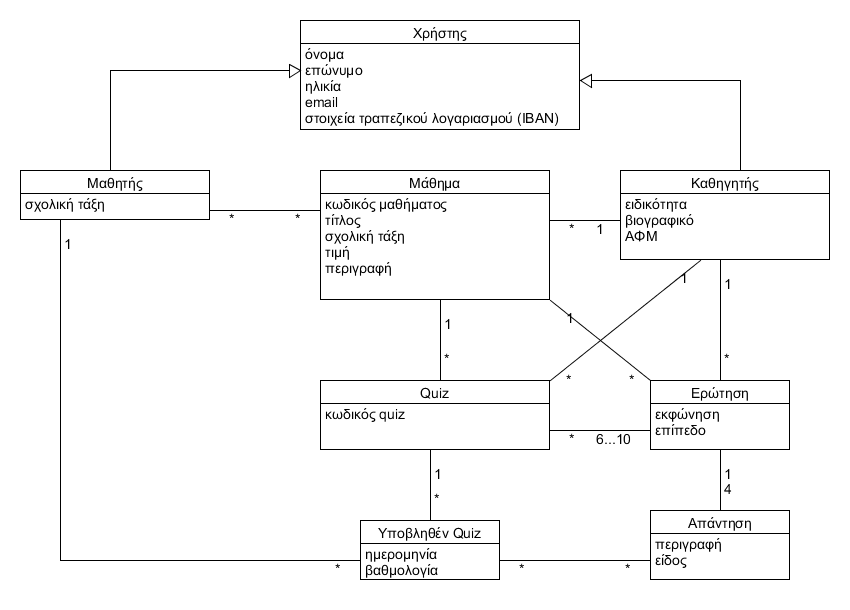 Χρήστης
όνομα
επώνυμο
ηλικία
email
στοιχεία τραπεζικού λογαριασμού (IBAN)
Μαθητής
σχολική τάξη
Μάθημα
κωδικός μαθήματος
τίτλος
σχολική τάξη
τιμή
περιγραφή
Καθηγητής
ειδικότητα
βιογραφικό
ΑΦΜ
* *
* 1
1
1
1
1
1
*
*
* *
Quiz
κωδικός quiz
Ερώτηση
εκφώνηση
επίπεδο
* 6...10
1
*
1
4
Υποβληθέν Quiz
ημερομηνία
βαθμολογία
Απάντηση
περιγραφή
είδος
*
* *